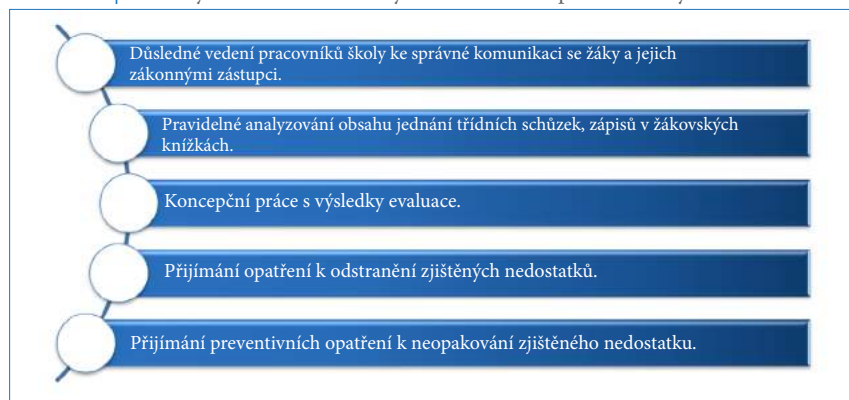 Důsledné vedení pracovníků školy ke správné komunikaci se žáky a jejich
zákonnými zástupci.
Pravidelné analyzování obsahu jednání třídních schůzek, zápisů v žákovských
knížkách.
Koncepční práce s výsledky evaluace.
Přijímání opatření k odstranění zjištěných nedostatků.
Přijímání preventivních opatření k neopakování zjištěného nedostatku.